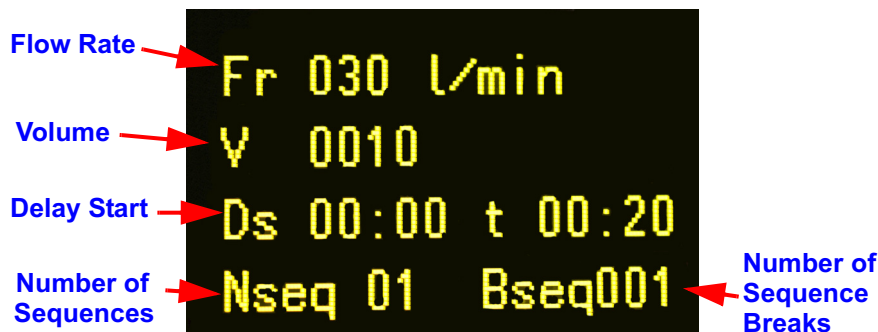 Flow Rate
Fr 030 l/min
Volume
V 0010
Delay Start
Ds 00:00 t 00:20
Number of
Sequences
Nseq 01 Bseq001
Number of
Sequence
Breaks